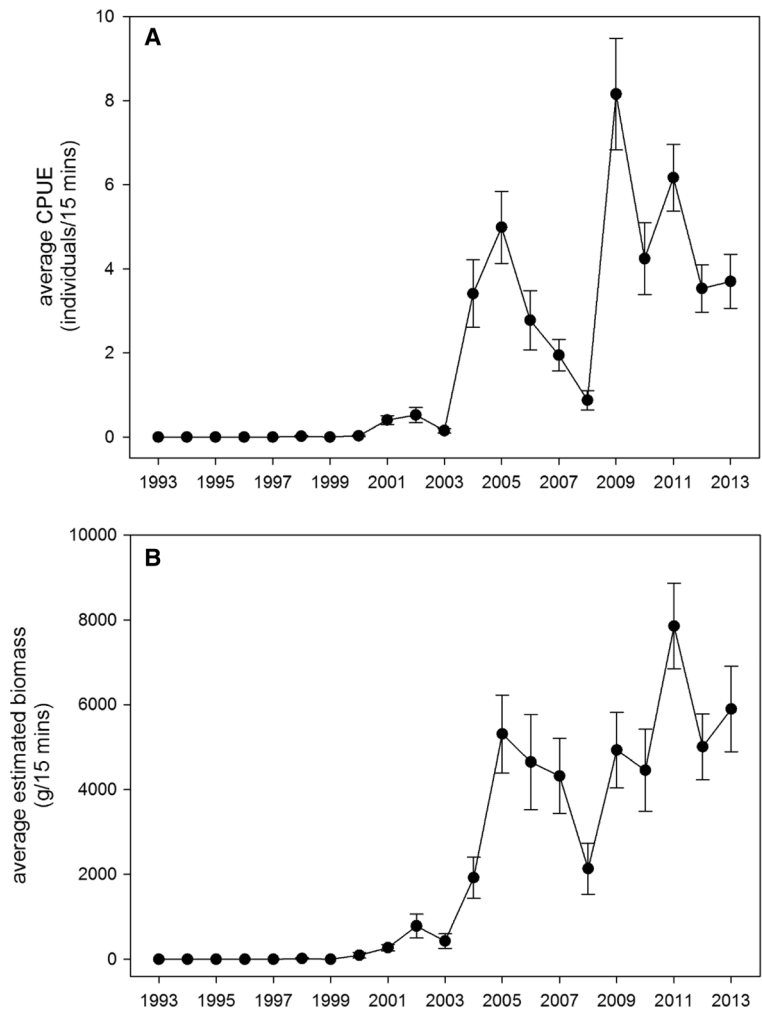 A
10
8
6
4
2
0
average CPUE
(individuals/15 mins)
1993 1995 1997 1999 2001 2003 2005 2007 2009 2011 2013
B
10000
8000
6000
4000
2000
0
average estimated biomass
(g/15 mins)
1993 1995 1997 1999 2001 2003 2005 2007 2009 2011 2013